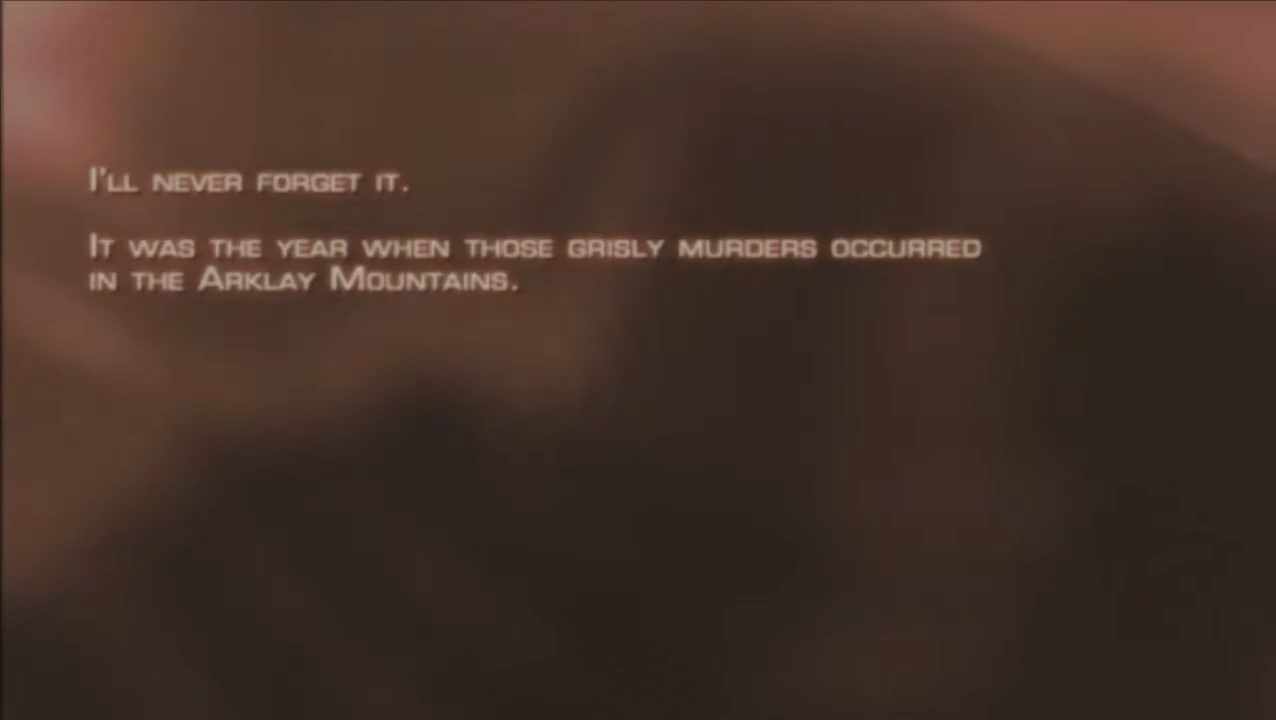 I'll never forget it.
It was the year when those grisly murders occurred
in the Arklay Mountains.